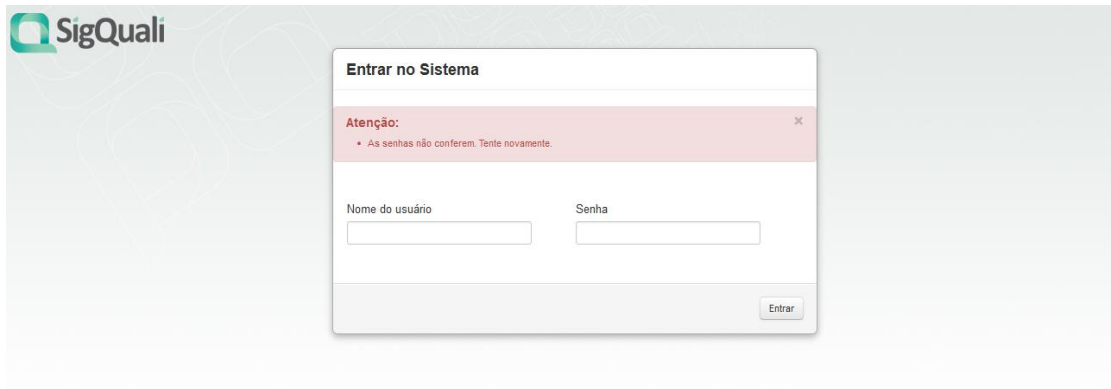 SigQuali
Entrar no Sistema
Atenção:
×
• As senhas não conferem. Tente novamente.
Nome do usuário
Senha
Entrar